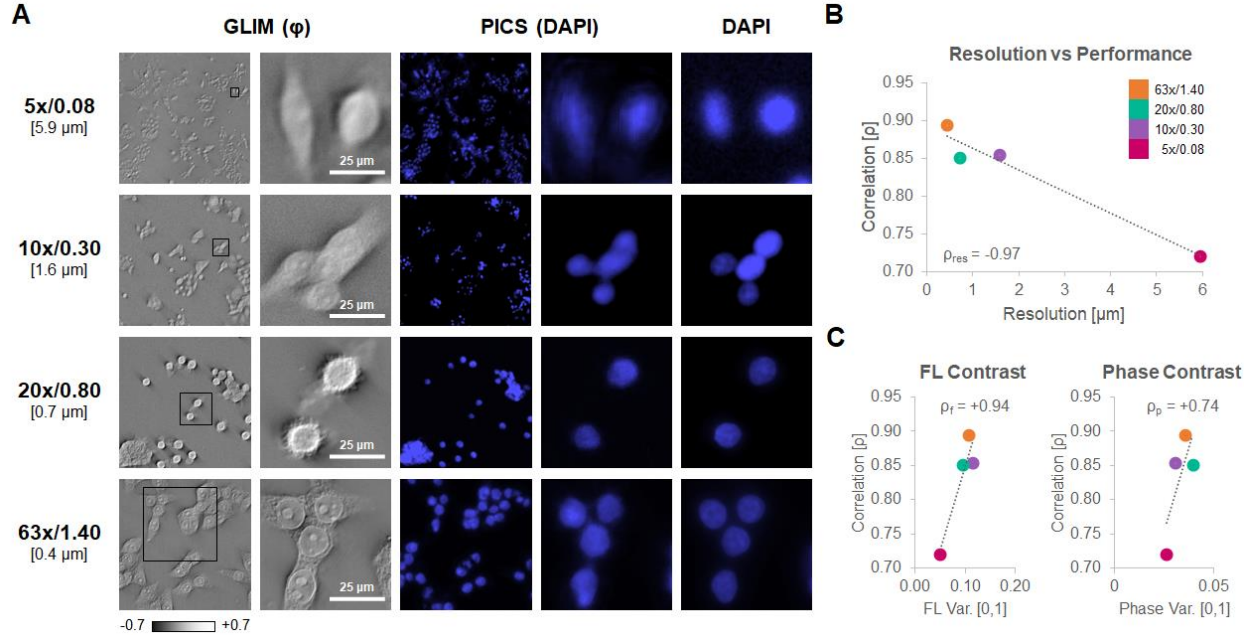 A
GLIM (φ)
PICS (DAPI)
DAPI
5x/0.08
[5.9 µm]
25 µm
10x/0.30
[1.6 µm]
25 µm
20x/0.80
[0.7 µm]
25 µm
63x/1.40
[0.4 µm]
25 µm
-0.7
+0.7
B
Resolution vs Performance
0.95
0.90
0.85
0.80
0.75
0.70
Correlation [ρ]
63x/1.40
20x/0.80
10x/0.30
5x/0.08
ρres = -0.97
0 1 2 3 4 5 6
Resolution [µm]
C
FL Contrast
ρf = +0.94
0.95
0.90
0.85
0.80
0.75
0.70
Correlation [ρ]
0.00 0.10 0.20
FL Var. [0,1]
Phase Contrast
ρp = +0.74
0.95
0.90
0.85
0.80
0.75
0.70
Correlation [ρ]
0 0.05
Phase Var. [0,1]